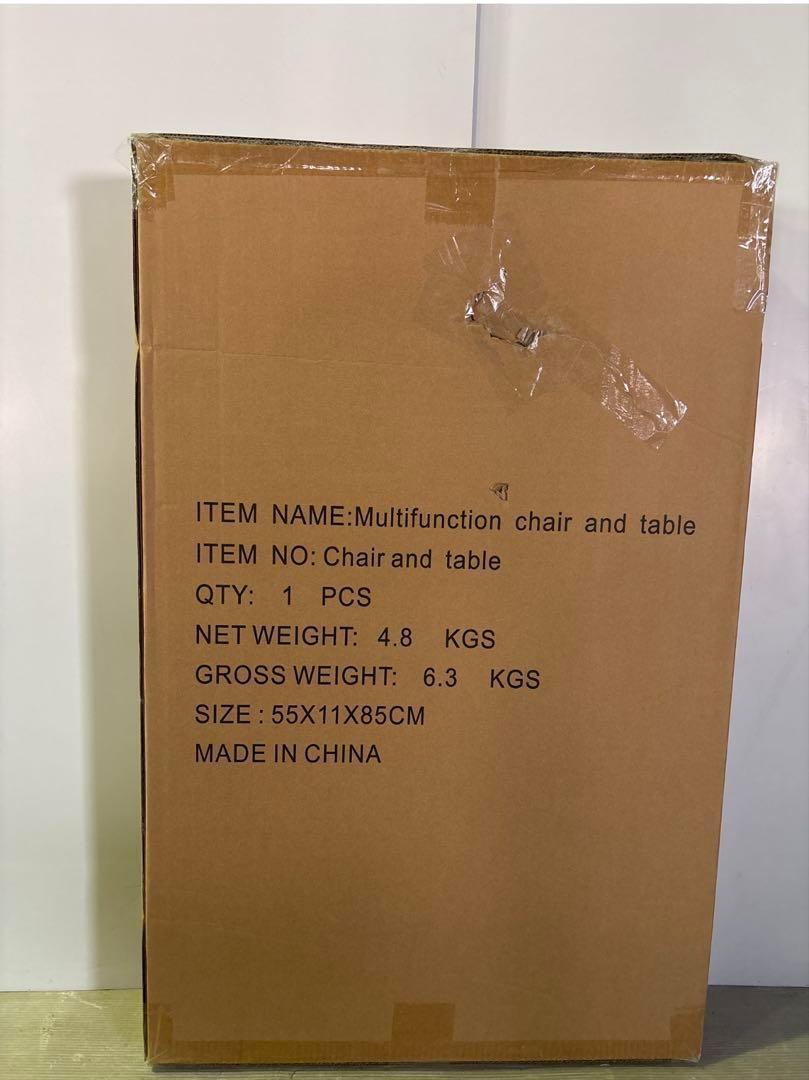 ITEM NAME:Multifunction chair and table
ITEM NO: Chair and table
QTY: 1 PCS
NET WEIGHT: 4.8 KGS
GROSS WEIGHT: 6.3 KGS
SIZE : 55X11X85CM
MADE IN CHINA